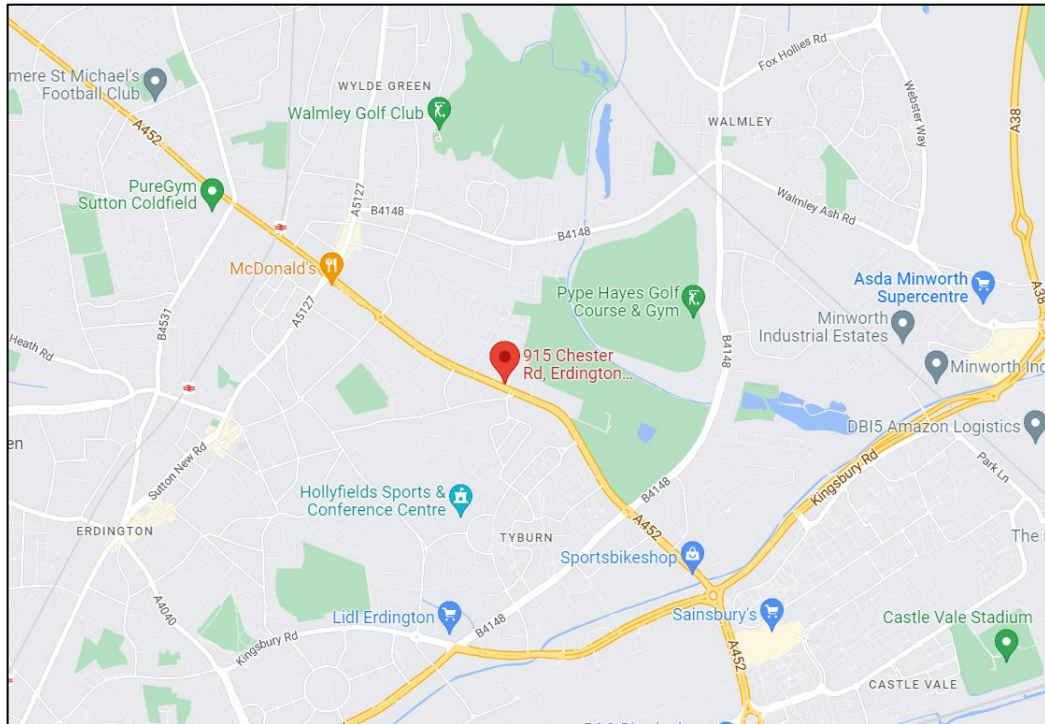 mere St Michael's
Football Club
WYLDE GREEN
Walmley Golf Club
Fox Hollies Rd
Webster Way
WALMLEY
A38
A452
PureGym
Sutton Coldfield
A5127
B4148
Walmley Ash Rd
B4148
McDonald's
A5127
B4531
Pype Hayes Golf
Course & Gym
Asda Minworth
Supercentre
A38
Minworth
Industrial Estates
B4148
Heath Rd
915 Chester
Rd, Erdington...
Minworth Ind
DBI5 Amazon Logistics
en
Sutton New Rd
Kingsbury Rd
Park Ln
Hollyfields Sports &
Conference Centre
B4148
ERDINGTON
TYBURN
A452
The
Sportsbikeshop
A4040
Lidl Erdington
B4148
Sainsbury's
Castle Vale Stadium
Kingsbury Rd
A452
CASTLE VALE